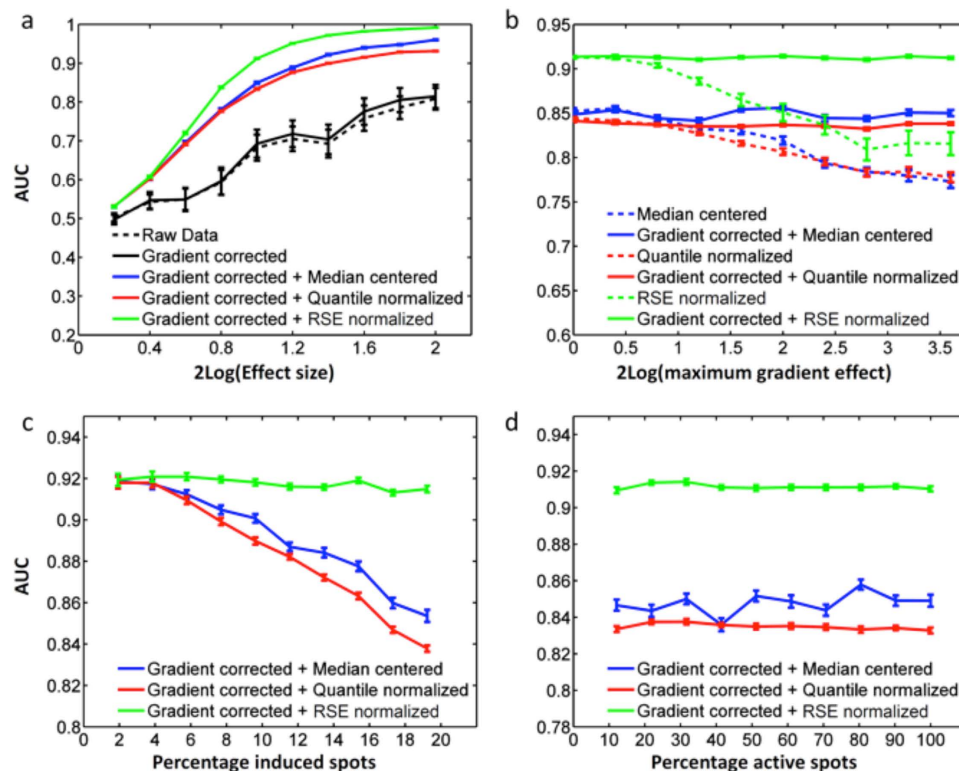 a
1
0.9
0.8
0.7
0.6
0.5
0.4
0.3
0.2
AUC
0 0.4 0.8 1.2 1.6 2
2Log(Effect size)
Raw Data
Gradient corrected
Gradient corrected + Median centered
Gradient corrected + Quantile normalized
Gradient corrected + RSE normalized
b
0.95
0.9
0.85
0.8
0.75
0.7
0.65
0.6
0 0.5 1 1.5 2 2.5 3 3.5
2Log(maximum gradient effect)
Median centered
Gradient corrected + Median centered
Quantile normalized
Gradient corrected + Quantile normalized
RSE normalized
Gradient corrected + RSE normalized
c
0.94
0.92
0.9
0.88
0.86
0.84
0.82
0.8
AUC
0 2 4 6 8 10 12 14 16 18 20
Percentage induced spots
Gradient corrected + Median centered
Gradient corrected + Quantile normalized
Gradient corrected + RSE normalized
d
0.94
0.92
0.9
0.88
0.86
0.84
0.82
0.8
0.78
0 10 20 30 40 50 60 70 80 90 100
Percentage active spots
Gradient corrected + Median centered
Gradient corrected + Quantile normalized
Gradient corrected + RSE normalized